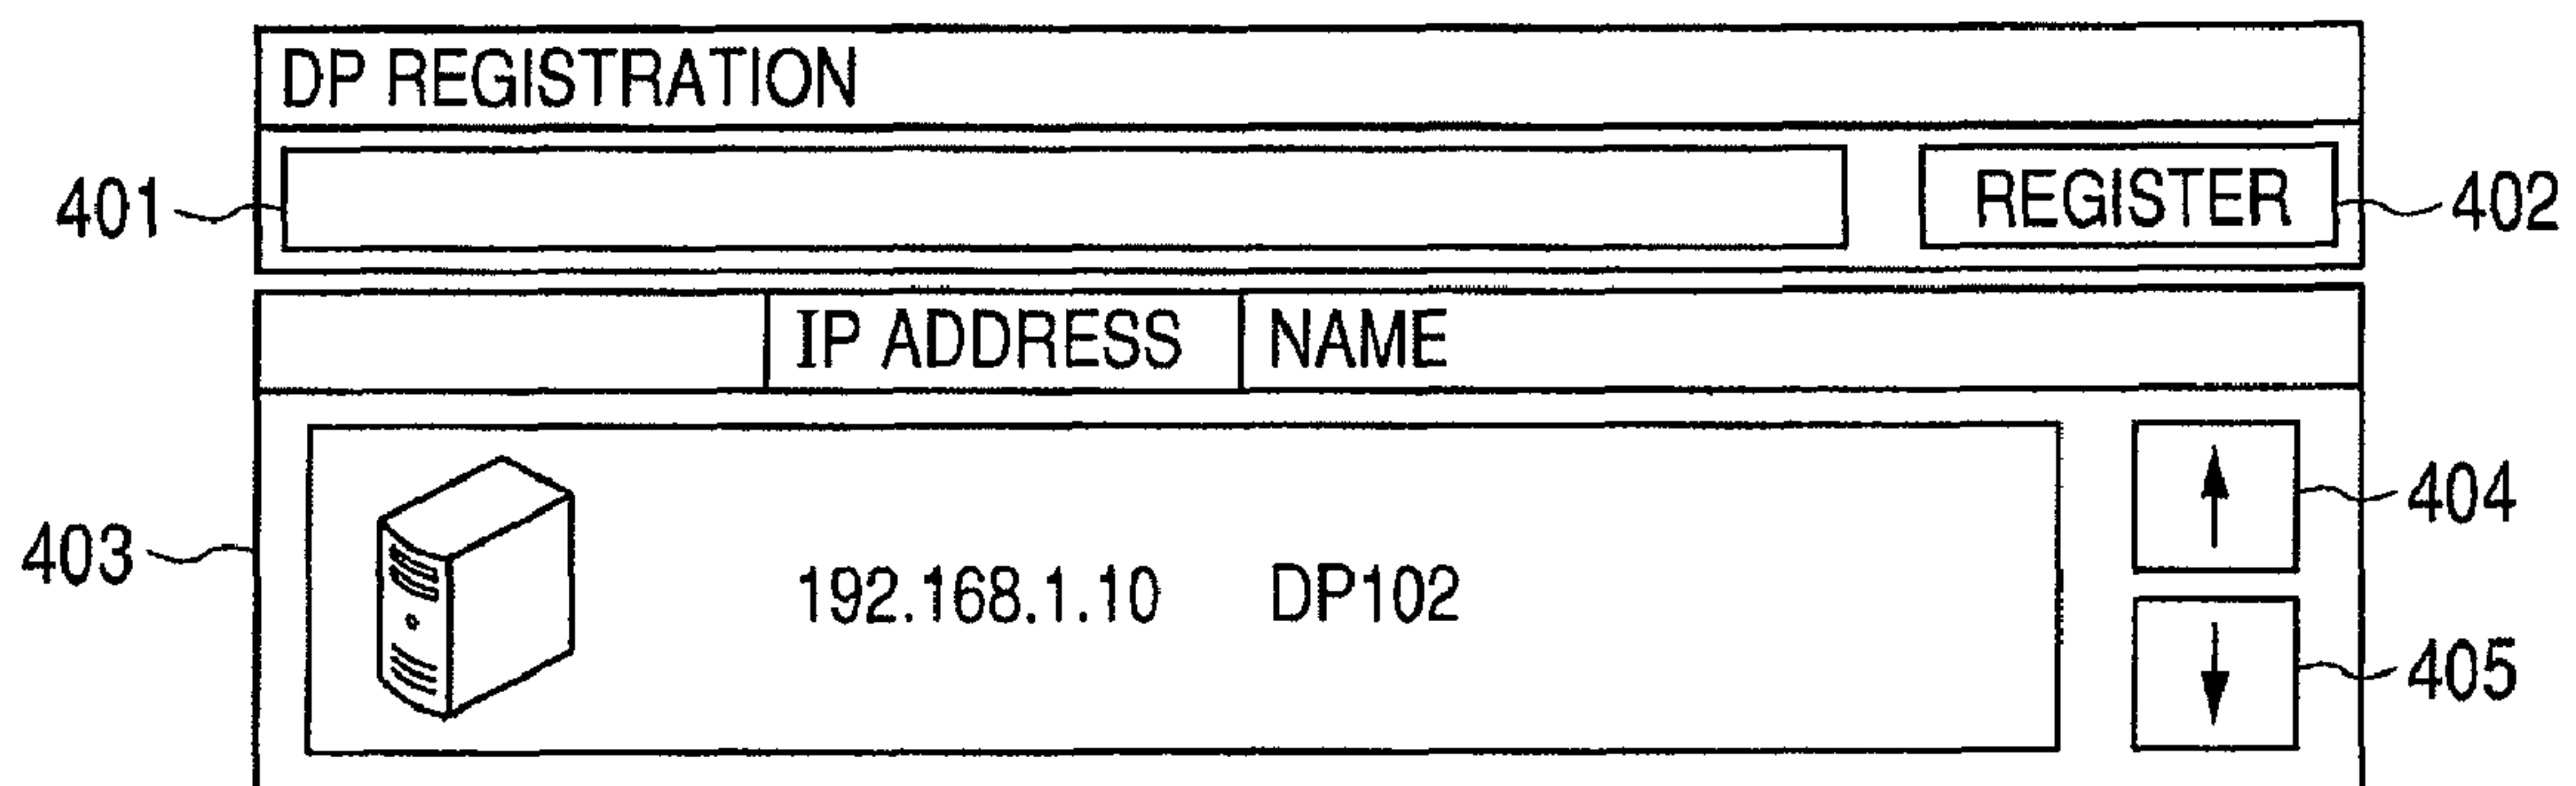 DP REGISTRATION
401 REGISTER 402
IP ADDRESS NAME
404
403 192.168.1.10 DP102
405